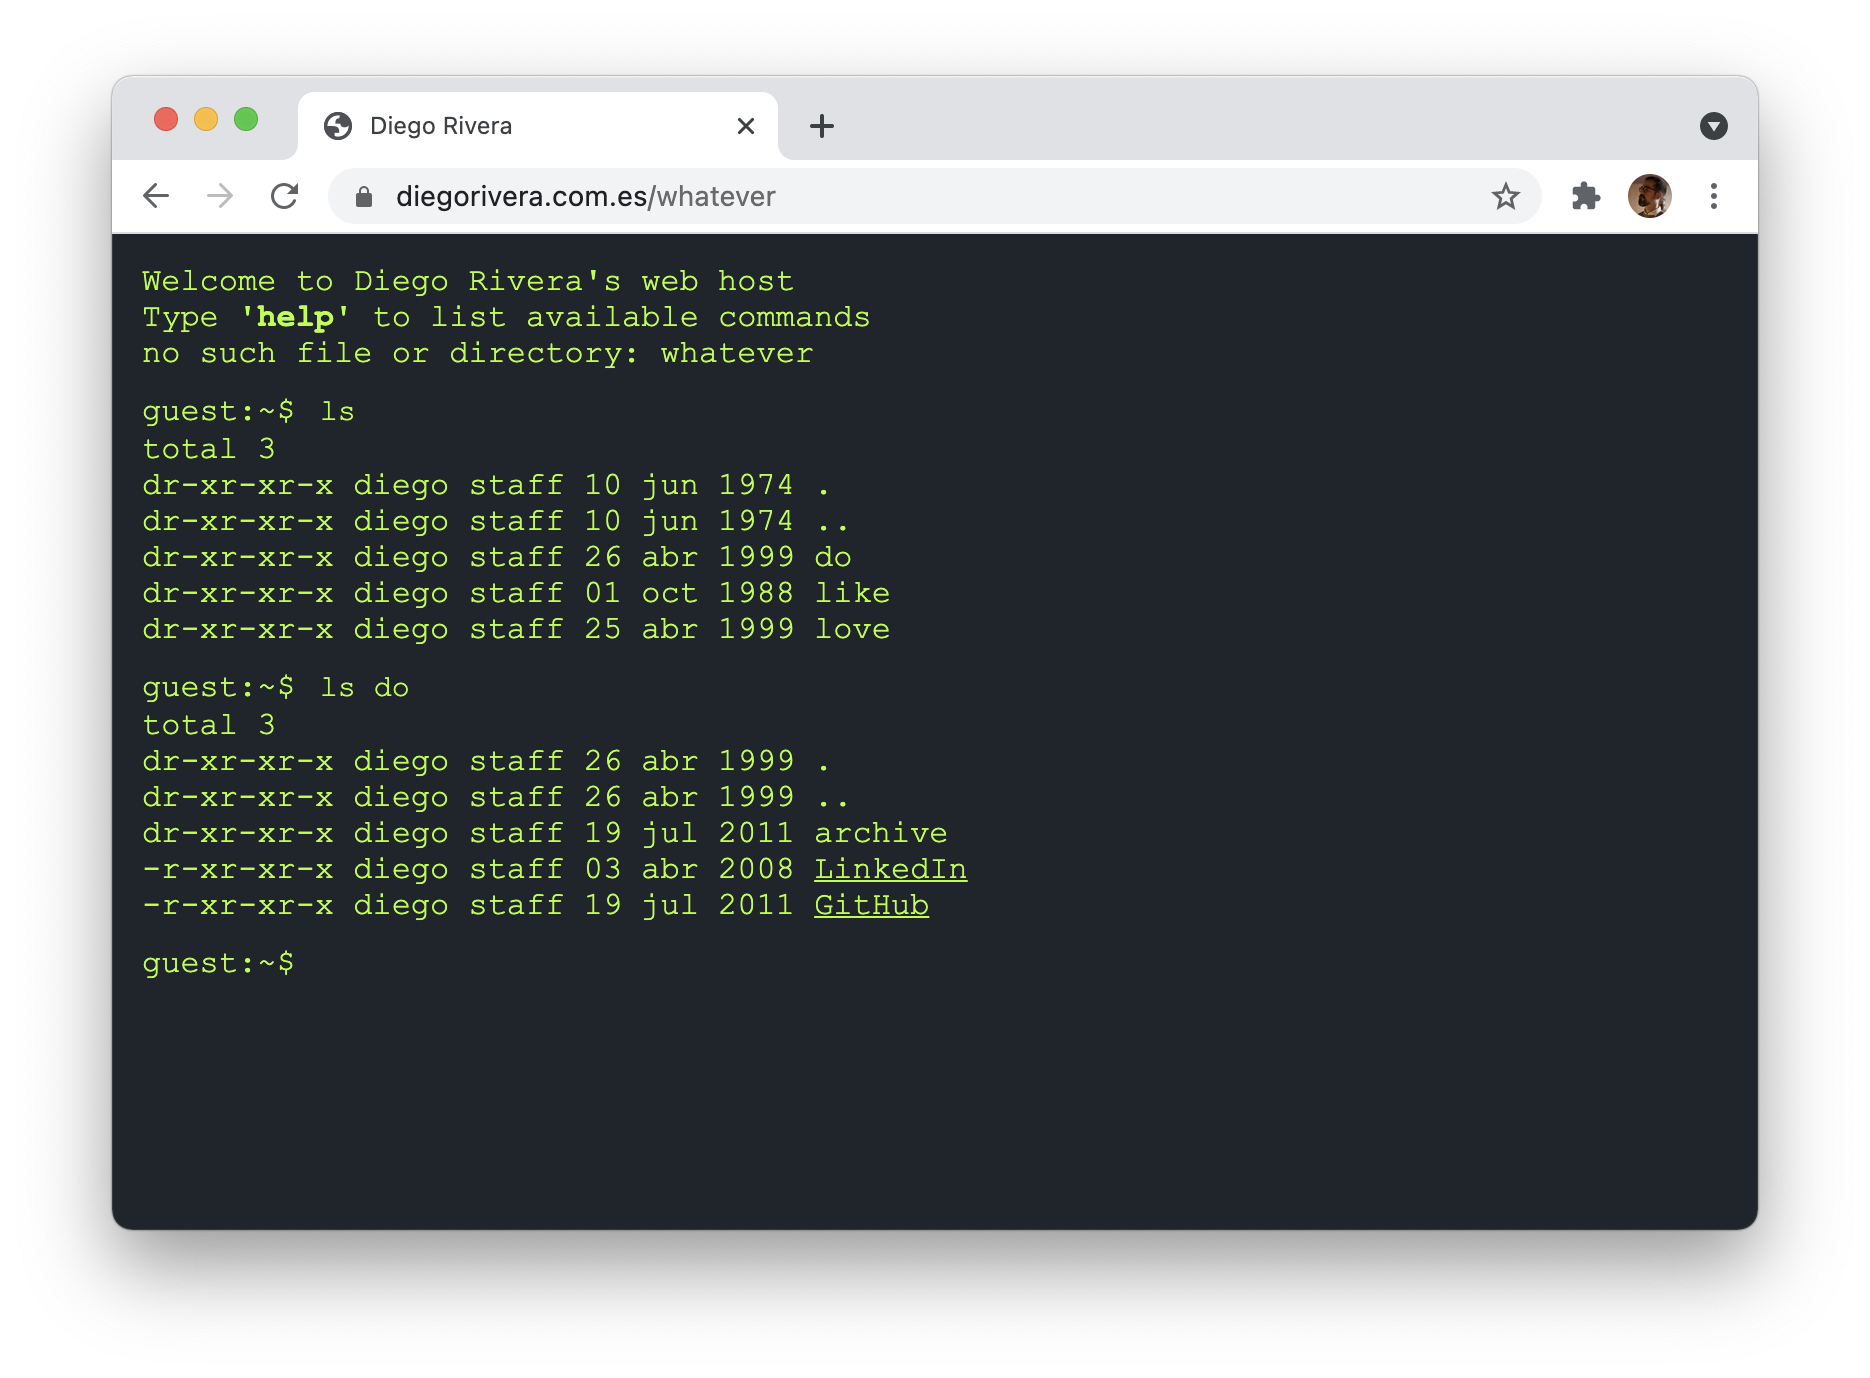 Diego Rivera
diegorivera.com.es/whatever
Welcome to Diego Rivera's web host
Type 'help' to list available commands
no such file or directory: whatever
guest:~$ ls
total 3
dr-xr-xr-x diego staff 10 jun 1974 .
dr-xr-xr-x diego staff 10 jun 1974 ..
dr-xr-xr-x diego staff 26 abr 1999 do
dr-xr-xr-x diego staff 01 oct 1988 like
dr-xr-xr-x diego staff 25 abr 1999 love
guest:~$ ls do
total 3
dr-xr-xr-x diego staff 26 abr 1999 .
dr-xr-xr-x diego staff 26 abr 1999 ..
dr-xr-xr-x diego staff 19 jul 2011 archive
-r-xr-xr-x diego staff 03 abr 2008 LinkedIn
-r-xr-xr-x diego staff 19 jul 2011 GitHub
guest:~$